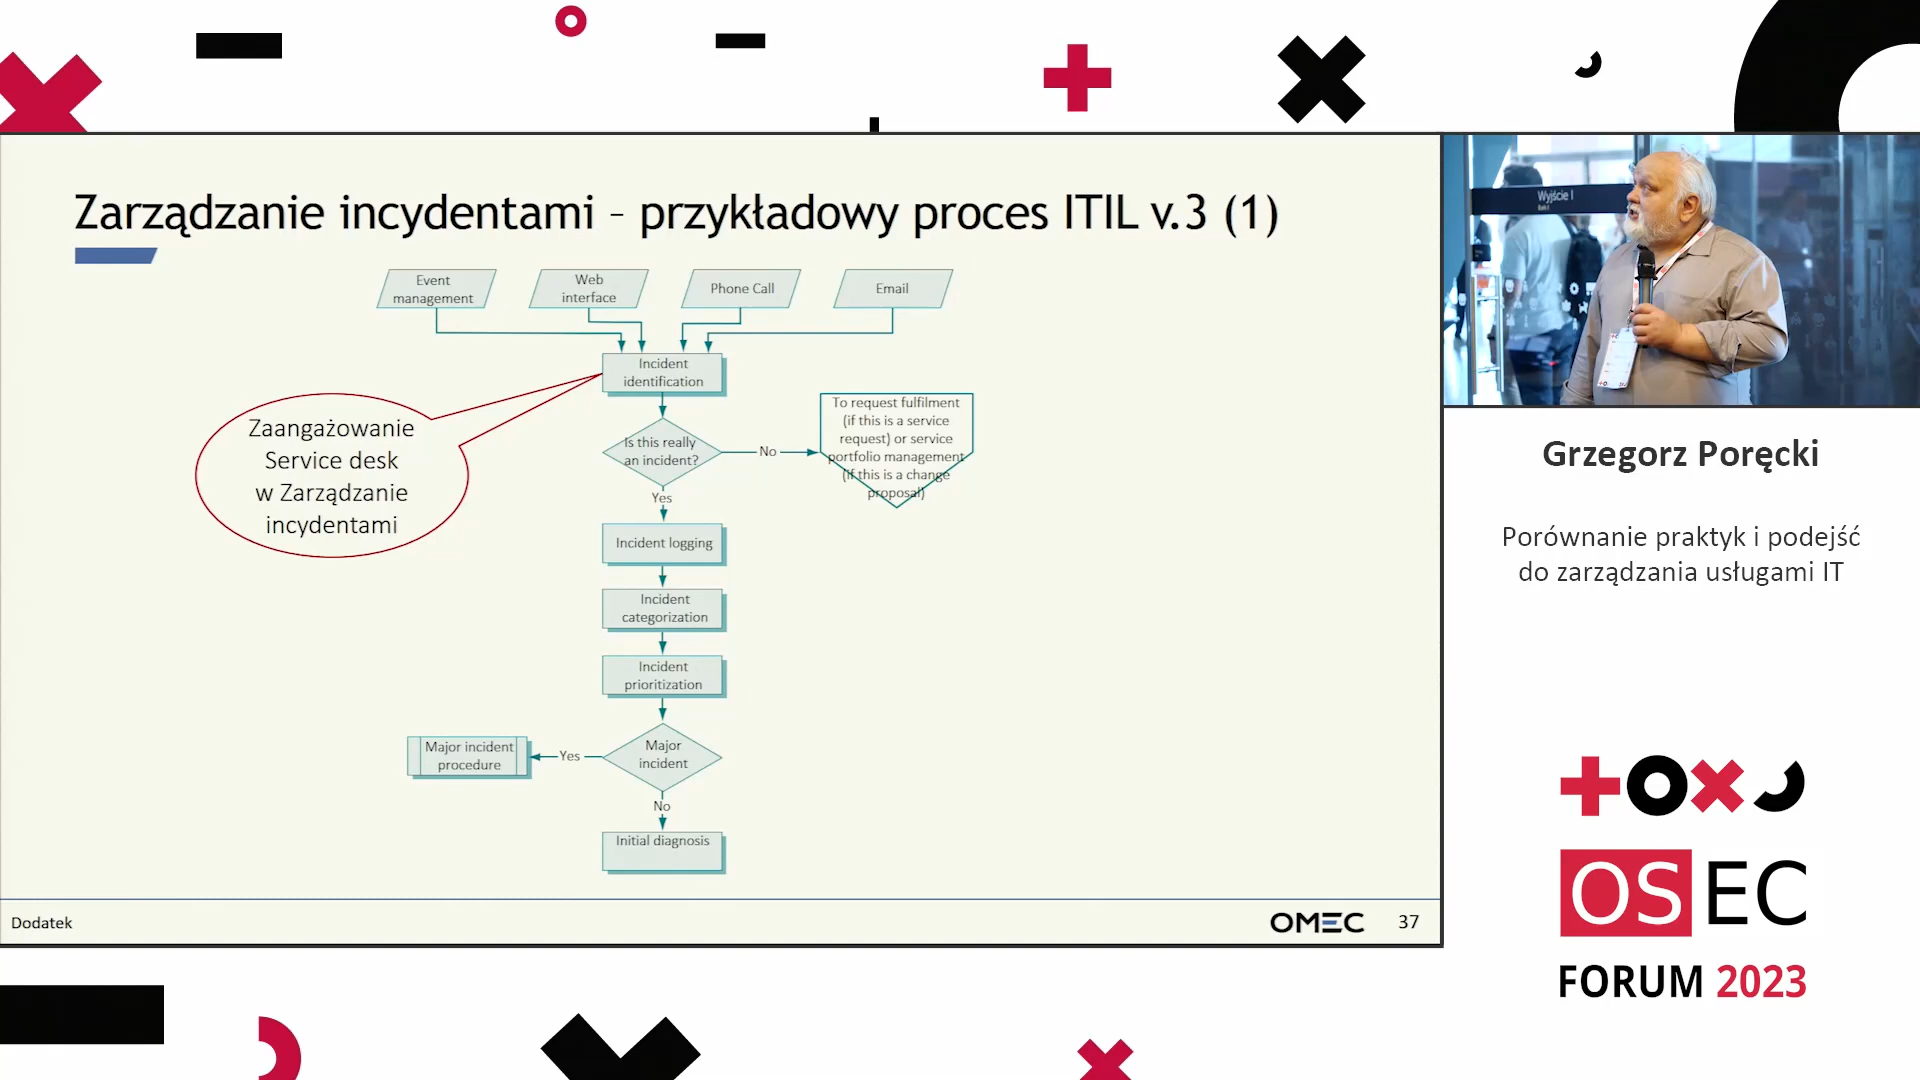 Zarządzanie incydentami – przykładowy proces ITIL v.3 (1)
Event
management
Web
interface
Phone Call
Email
Incident
identification
Zaangażowanie
Service desk
w Zarządzanie
incydentami
Is this really
an incident?
No
To request fulfilment
(if this is a service
request) or service
portfolio management
(if this is a change
proposal)
Yes
Incident logging
Incident
categorization
Incident
prioritization
Major
incident
Yes
Major incident
procedure
No
Initial diagnosis
Dodatek
OMEC
37
Wyjście I
Grzegorz Poręcki
Porównanie praktyk i podejść
do zarządzania usługami IT
OSEC
FORUM 2023